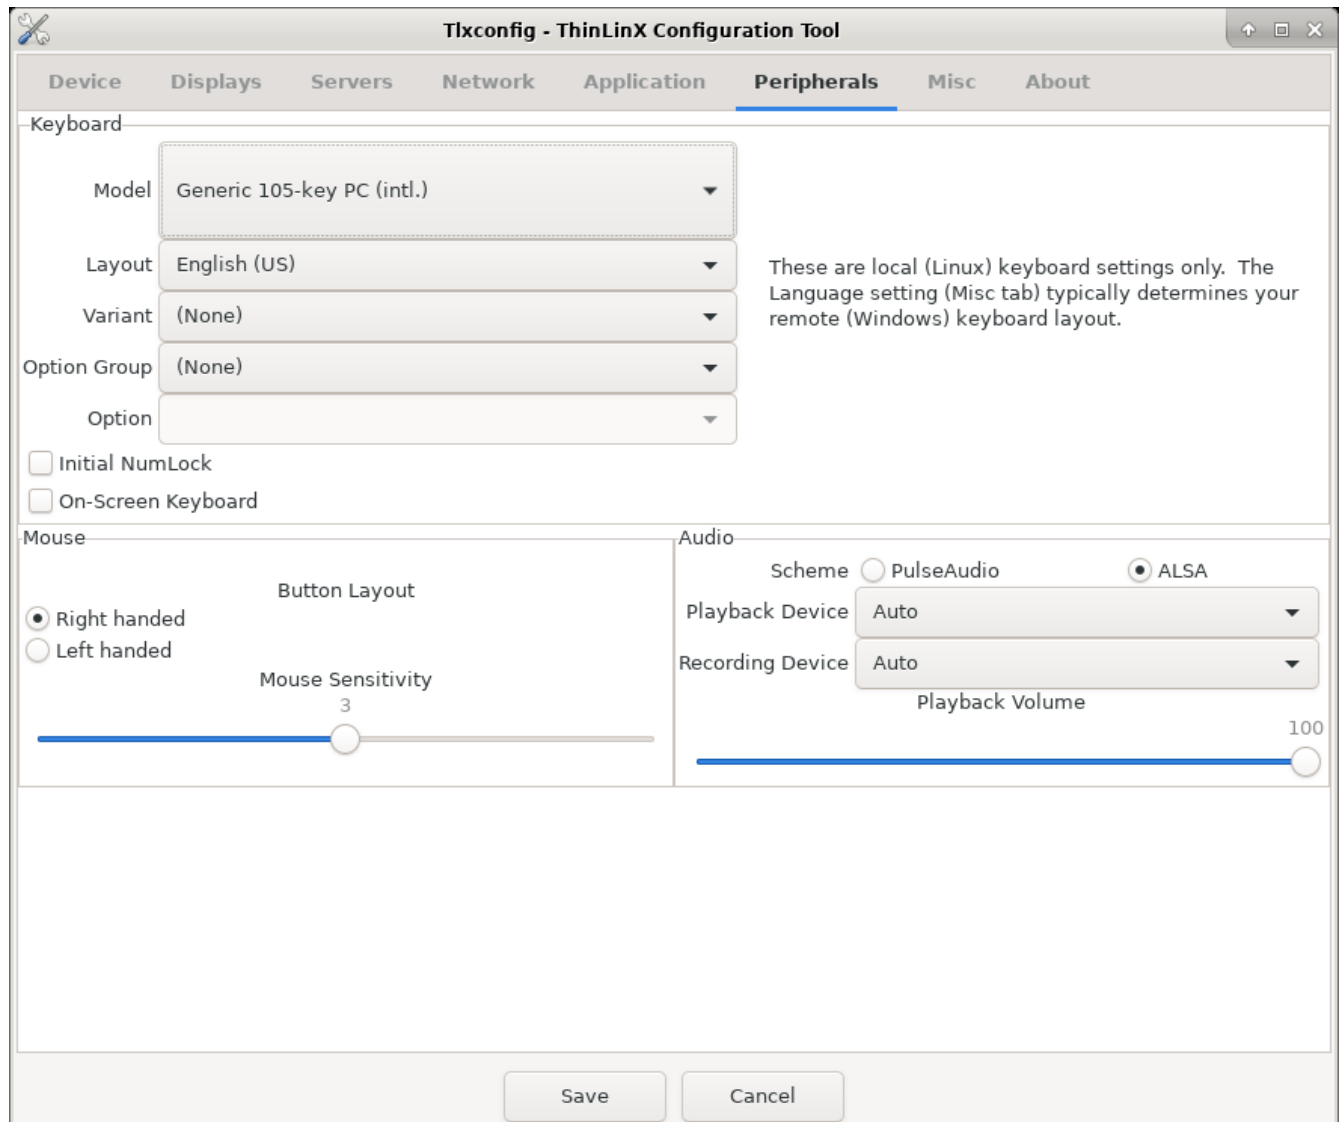 Tlxconfig - ThinLinX Configuration Tool
Device Displays Servers Network Application Peripherals Misc About
Keyboard
Model Generic 105-key PC (intl.)
Layout English (US)
Variant (None)
Option Group (None)
Option
These are local (Linux) keyboard settings only.  The
Language setting (Misc tab) typically determines your
remote (Windows) keyboard layout.
Initial NumLock
On-Screen Keyboard
Mouse
Button Layout
Right handed
Left handed
Mouse Sensitivity
3
Audio
Scheme PulseAudio ALSA
Playback Device Auto
Recording Device Auto
Playback Volume
100
Save Cancel